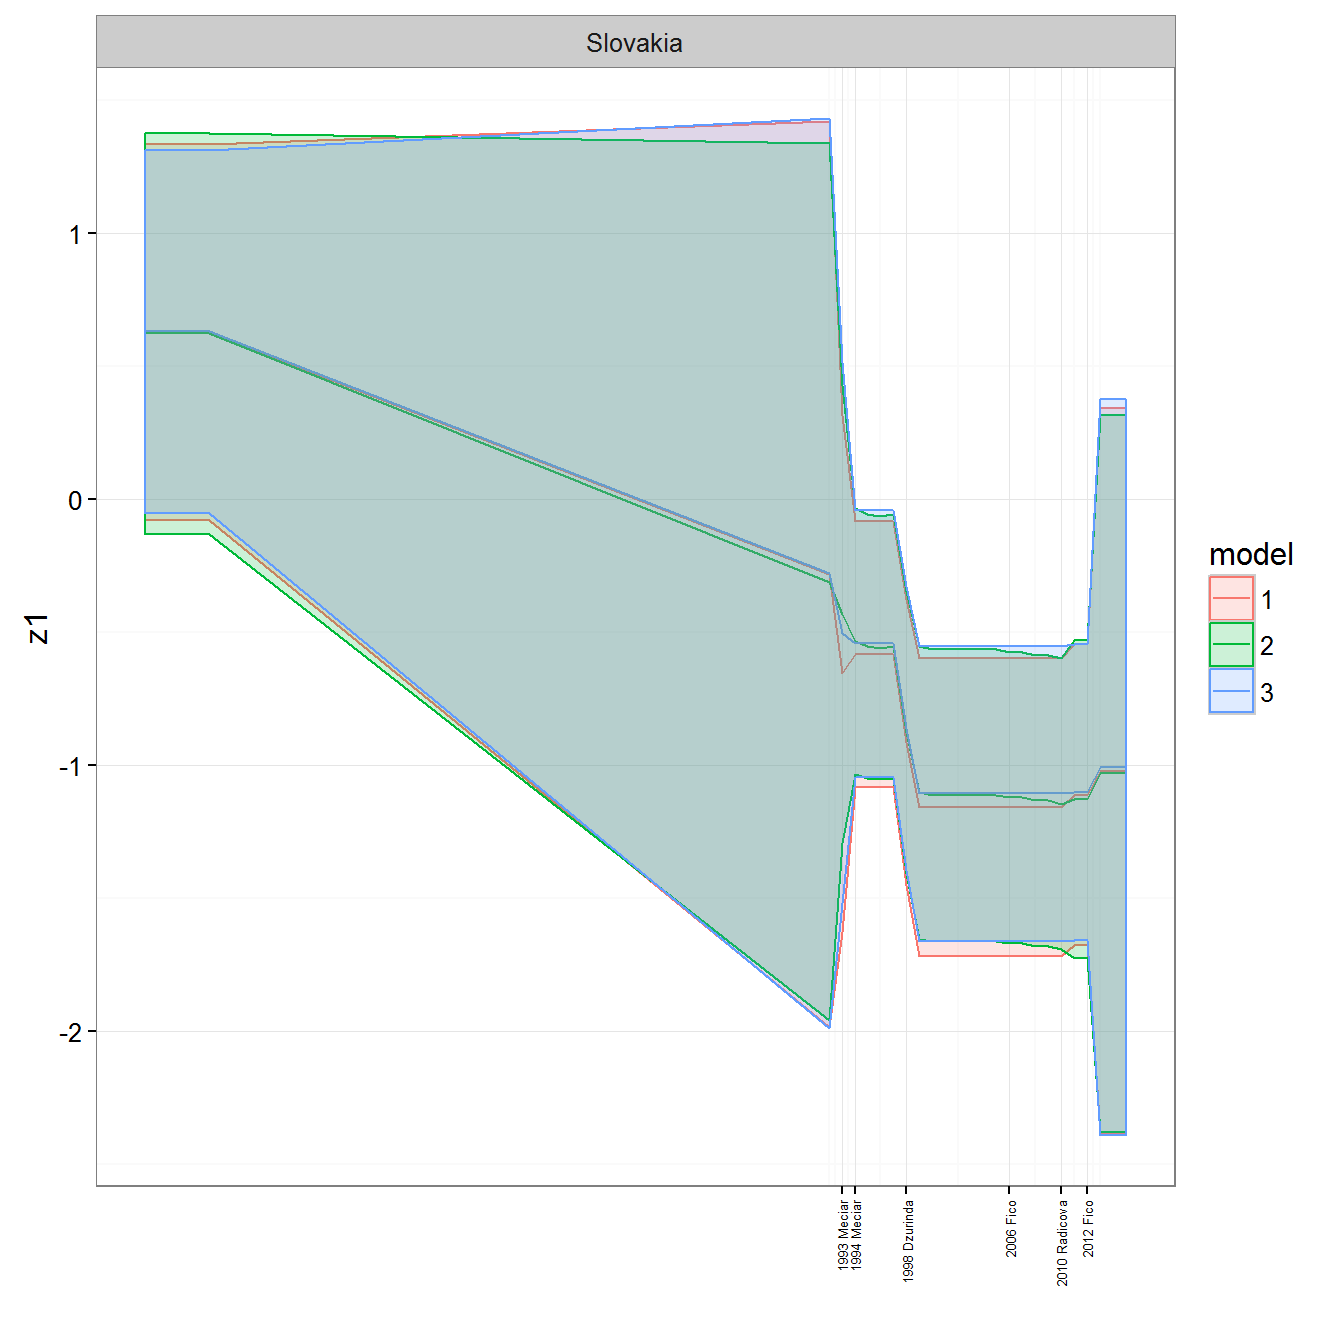 Slovakia
1
0
-1
-2
z1
1993 Meciar
1994 Meciar
1998 Dzurinda
2006 Fico
2010 Radicova
2012 Fico
model
1
2
3